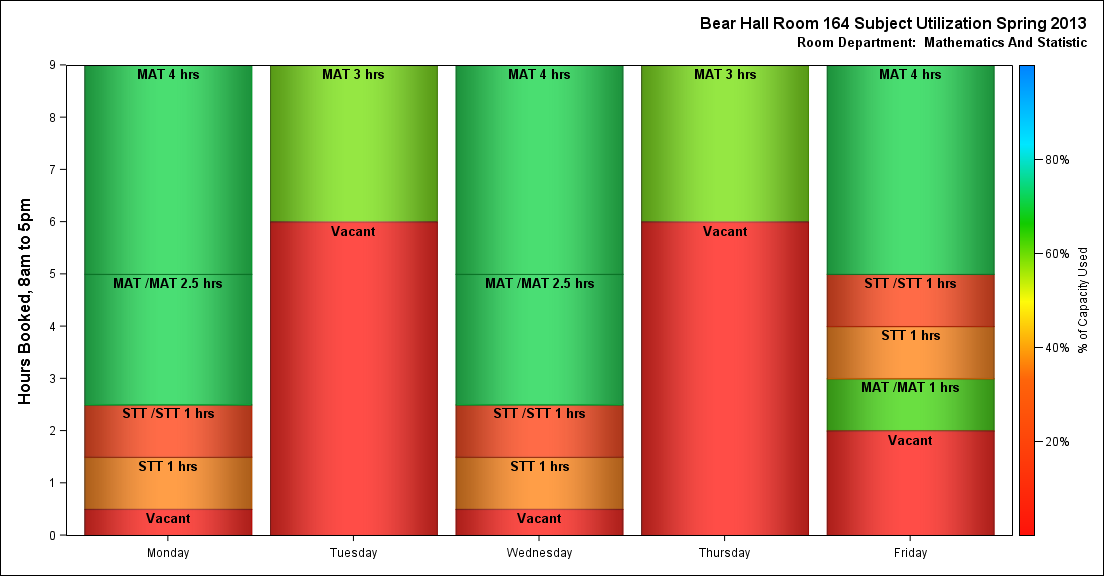 Bear Hall Room 164 Subject Utilization Spring 2013
Room Department:  Mathematics And Statistic
Hours Booked, 8am to 5pm
9
8
7
6
5
4
3
2
1
0
MAT 4 hrs
MAT /MAT 2.5 hrs
STT /STT 1 hrs
STT 1 hrs
Vacant
MAT 3 hrs
Vacant
MAT 4 hrs
MAT /MAT 2.5 hrs
STT /STT 1 hrs
STT 1 hrs
Vacant
MAT 3 hrs
Vacant
MAT 4 hrs
STT /STT 1 hrs
STT 1 hrs
MAT /MAT 1 hrs
Vacant
Monday
Tuesday
Wednesday
Thursday
Friday
80%
60%
40%
20%
% of Capacity Used